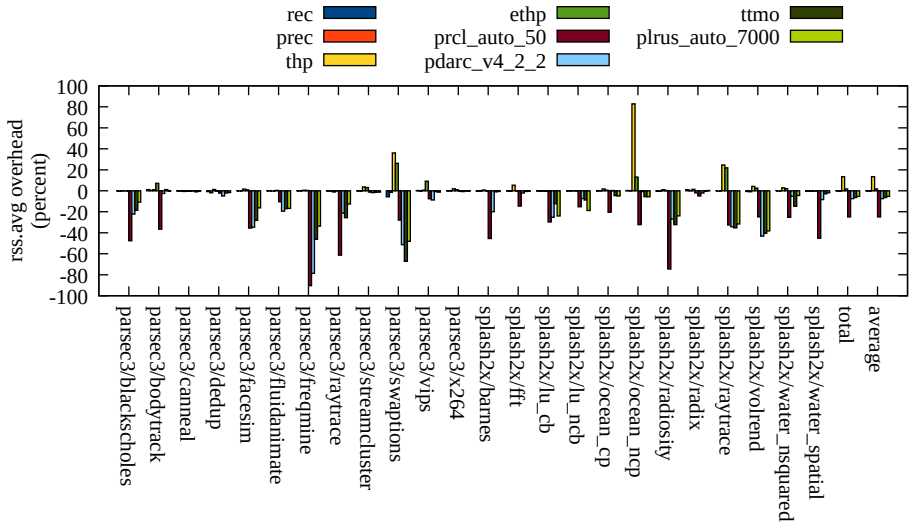 rec
prec
thp
ethp
prcl_auto_50
pdarc_v4_2_2
ttmo
plrus_auto_7000
rss.avg overhead
(percent)
100
80
60
40
20
0
-20
-40
-60
-80
-100
parsec3/blackscholes
parsec3/bodytrack
parsec3/canneal
parsec3/dedup
parsec3/facesim
parsec3/fluidanimate
parsec3/freqmine
parsec3/raytrace
parsec3/streamcluster
parsec3/swaptions
parsec3/vips
parsec3/x264
splash2x/barnes
splash2x/fft
splash2x/lu_cb
splash2x/lu_ncb
splash2x/ocean_cp
splash2x/ocean_ncp
splash2x/radiosity
splash2x/radix
splash2x/raytrace
splash2x/volrend
splash2x/water_nsquared
splash2x/water_spatial
total
average